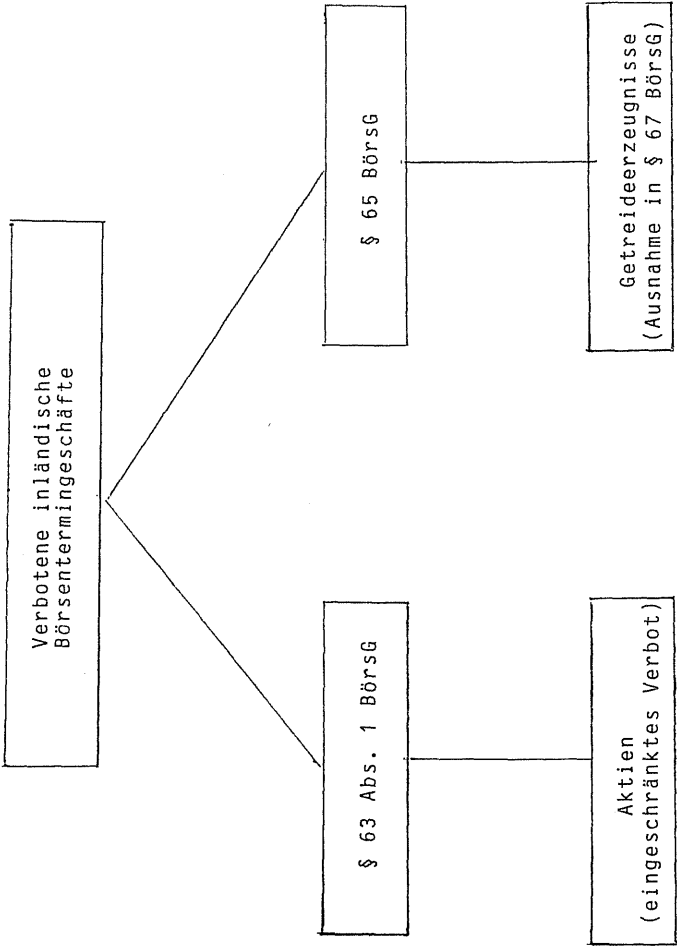 Verbotene inländische
Börsentermingeschäfte
§ 63 Abs. 1 BörsG
§ 65 BörsG
Aktien
(eingeschränktes Verbot)
Getreideerzeugnisse
(Ausnahme in § 67 BörsG)